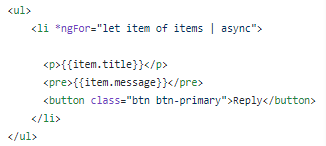 <ul>
<li *ngFor="let item of items | async">
<p>{{item.title}}</p>
<pre>{{item.message}}</pre>
<button class="btn btn-primary">Reply</button>
</li>
</ul>